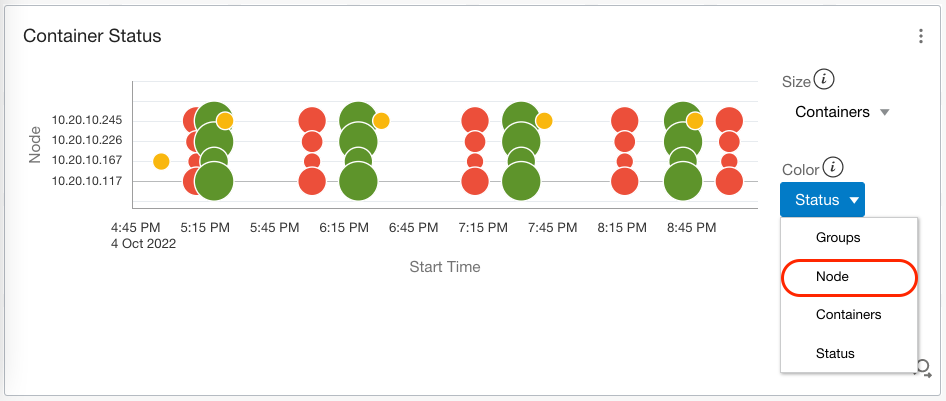 Container Status
Size i
Containers
Node
10.20.10.245
10.20.10.226
10.20.10.167
10.20.10.117
Color i
Status
4:45 PM 5:15 PM 5:45 PM 6:15 PM 6:45 PM 7:15 PM 7:45 PM 8:15 PM 8:45 PM
4 Oct 2022
Start Time
Groups
Node
Containers
Status